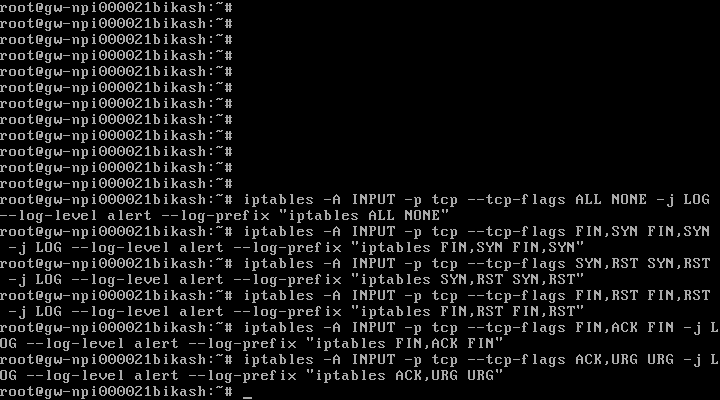 root@gw-npi000021bikash:~#
root@gw-npi000021bikash:~#
root@gw-npi000021bikash:~#
root@gw-npi000021bikash:~#
root@gw-npi000021bikash:~#
root@gw-npi000021bikash:~#
root@gw-npi000021bikash:~#
root@gw-npi000021bikash:~#
root@gw-npi000021bikash:~#
root@gw-npi000021bikash:~#
root@gw-npi000021bikash:~#
root@gw-npi000021bikash:~#
root@gw-npi000021bikash:~# iptables -A INPUT -p tcp --tcp-flags ALL NONE -j LOG
--log-level alert --log-prefix "iptables ALL NONE"
root@gw-npi000021bikash:~# iptables -A INPUT -p tcp --tcp-flags FIN,SYN FIN,SYN
 -j LOG --log-level alert --log-prefix "iptables FIN,SYN FIN,SYN"
root@gw-npi000021bikash:~# iptables -A INPUT -p tcp --tcp-flags SYN,RST SYN,RST
 -j LOG --log-level alert --log-prefix "iptables SYN,RST SYN,RST"
root@gw-npi000021bikash:~# iptables -A INPUT -p tcp --tcp-flags FIN,RST FIN,RST
 -j LOG --log-level alert --log-prefix "iptables FIN,RST FIN,RST"
root@gw-npi000021bikash:~# iptables -A INPUT -p tcp --tcp-flags FIN,ACK FIN -j L
OG --log-level alert --log-prefix "iptables FIN,ACK FIN"
root@gw-npi000021bikash:~# iptables -A INPUT -p tcp --tcp-flags ACK,URG URG -j L
OG --log-level alert --log-prefix "iptables ACK,URG URG"
root@gw-npi000021bikash:~# _